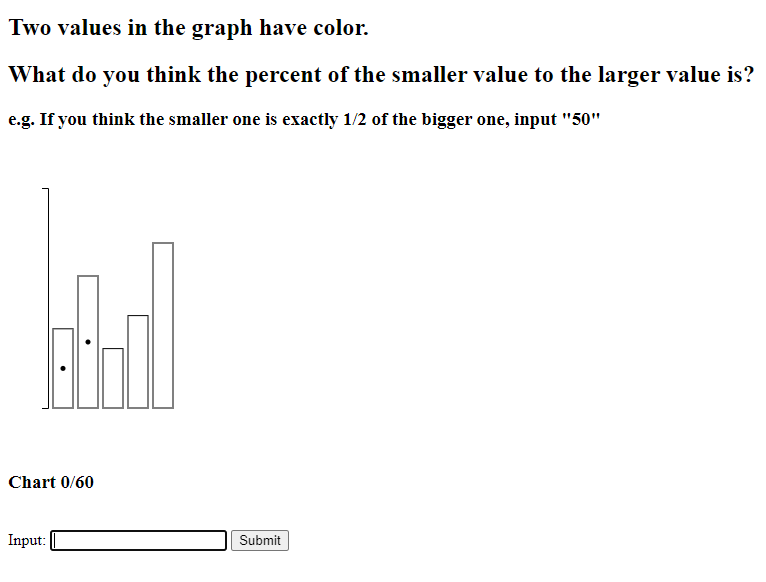 Two values in the graph have color.
What do you think the percent of the smaller value to the larger value is?
e.g. If you think the smaller one is exactly 1/2 of the bigger one, input "50"
Chart 0/60
Input:
Submit